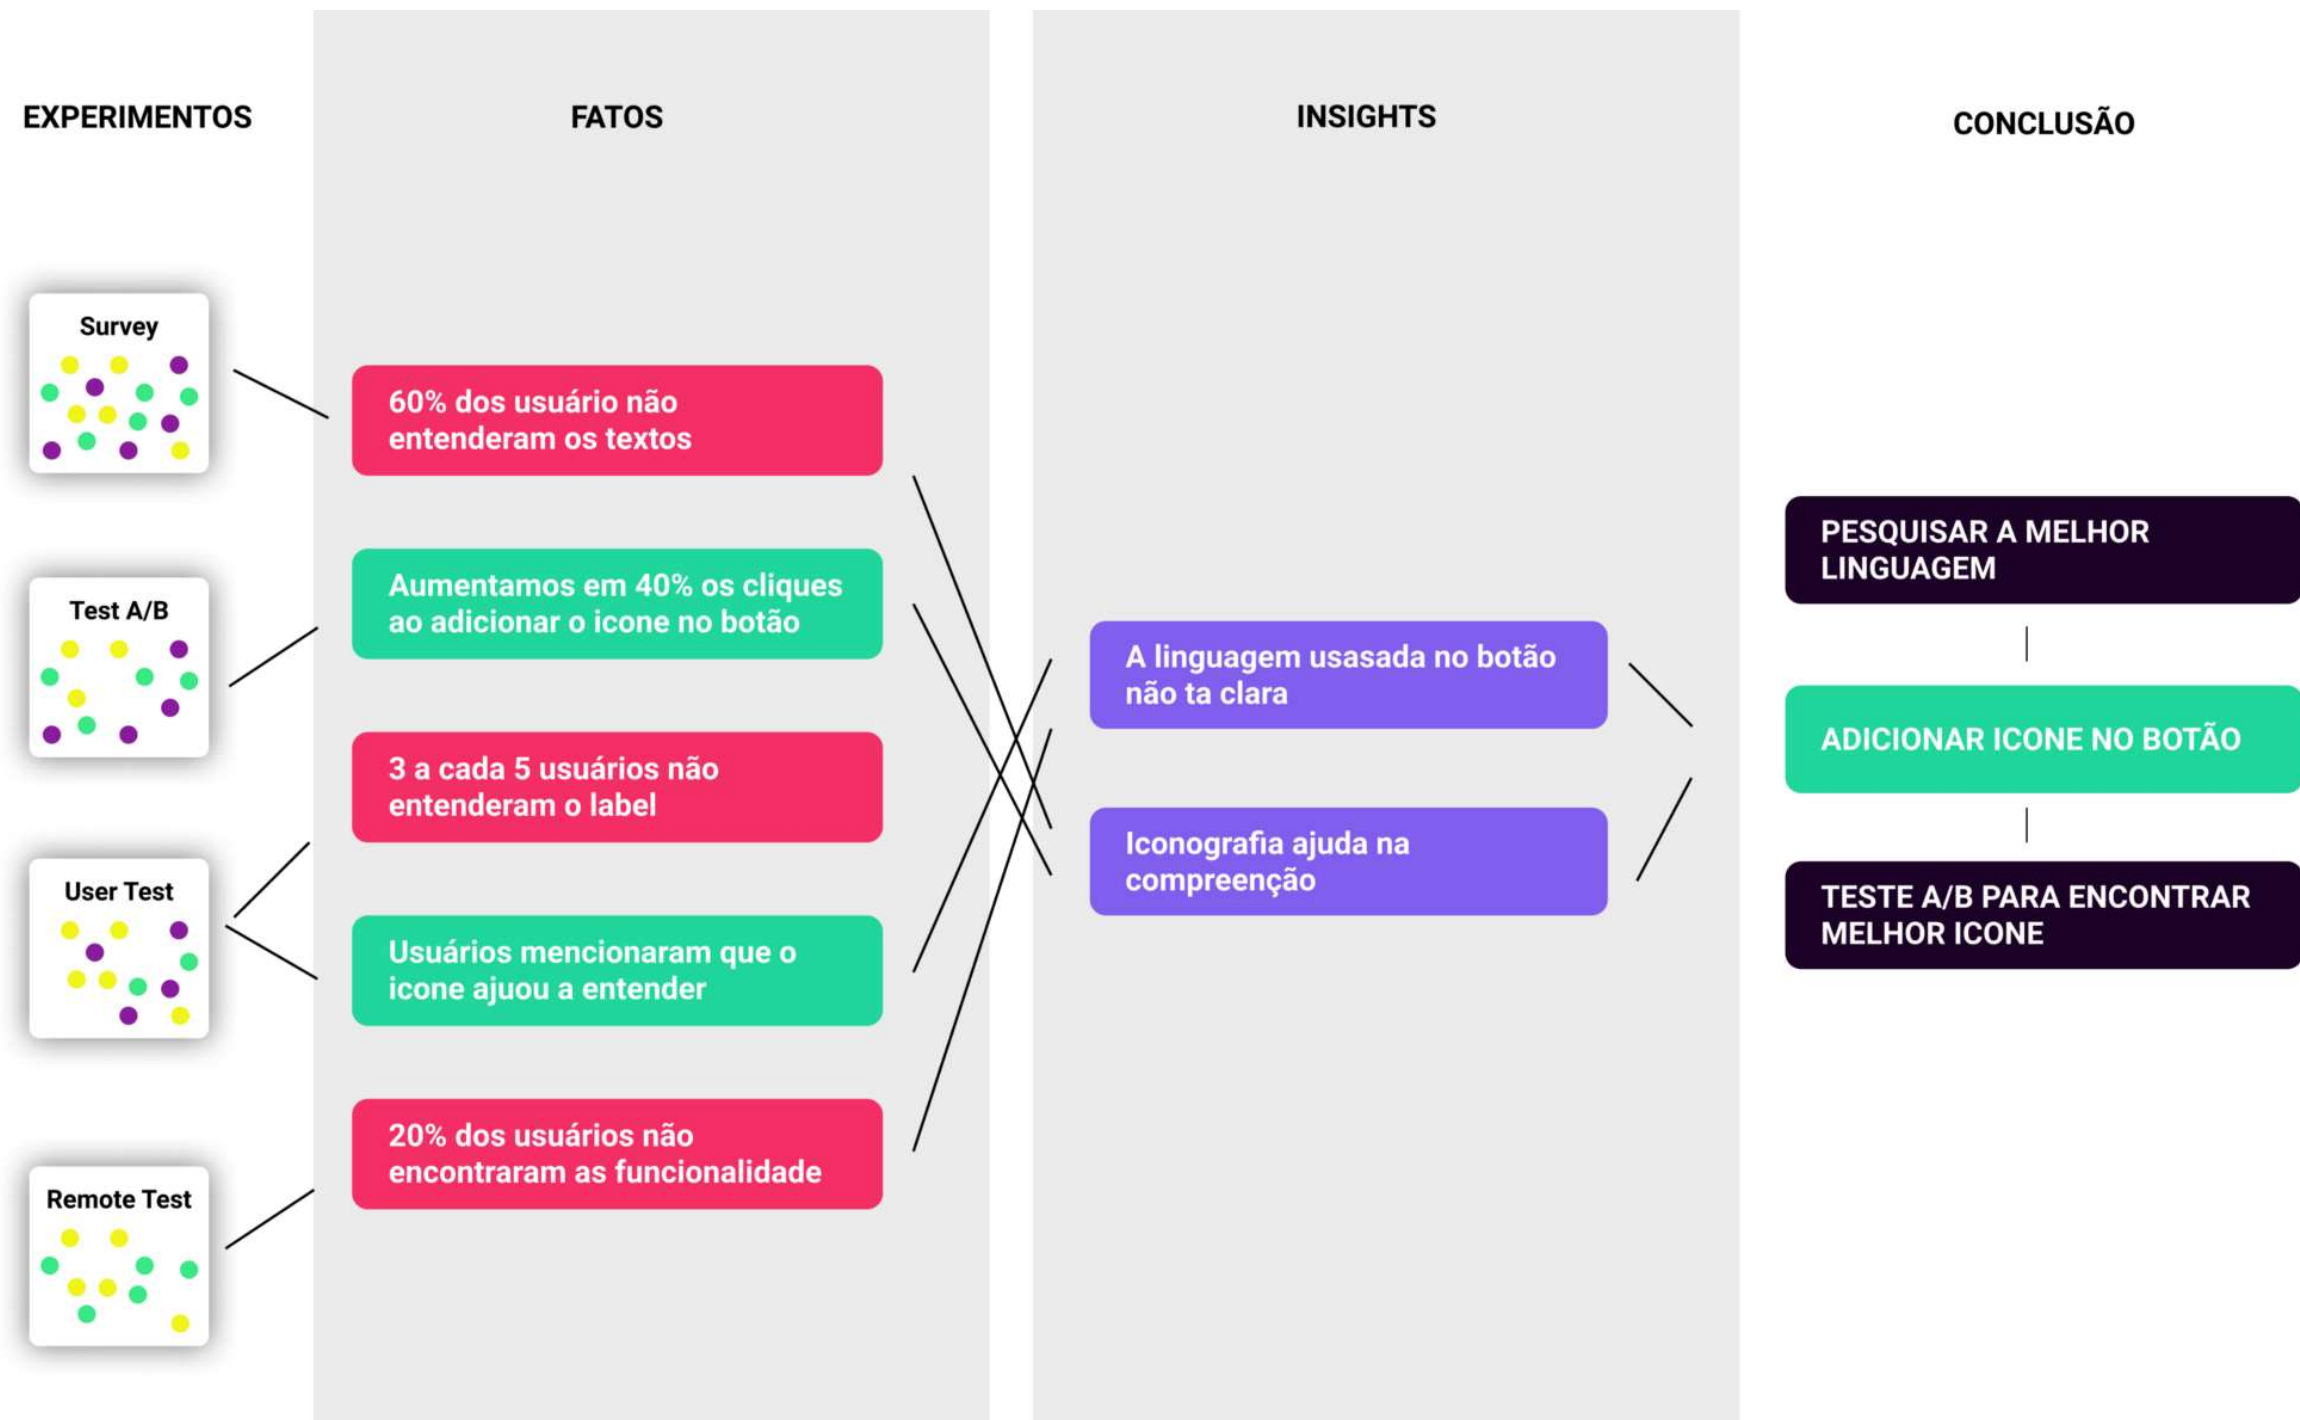 EXPERIMENTOS
FATOS
INSIGHTS
CONCLUSÃO
Survey
Test A/B
User Test
Remote Test
60% dos usuário não
entenderam os textos
Aumentamos em 40% os cliques
ao adicionar o icone no botão
3 a cada 5 usuários não
entenderam o label
Usuários mencionaram que o
icone ajuou a entender
20% dos usuários não
encontraram as funcionalidade
A linguagem usasada no botão
não ta clara
Iconografia ajuda na
compreenção
PESQUISAR A MELHOR
LINGUAGEM
ADICIONAR ICONE NO BOTÃO
TESTE A/B PARA ENCONTRAR
MELHOR ICONE